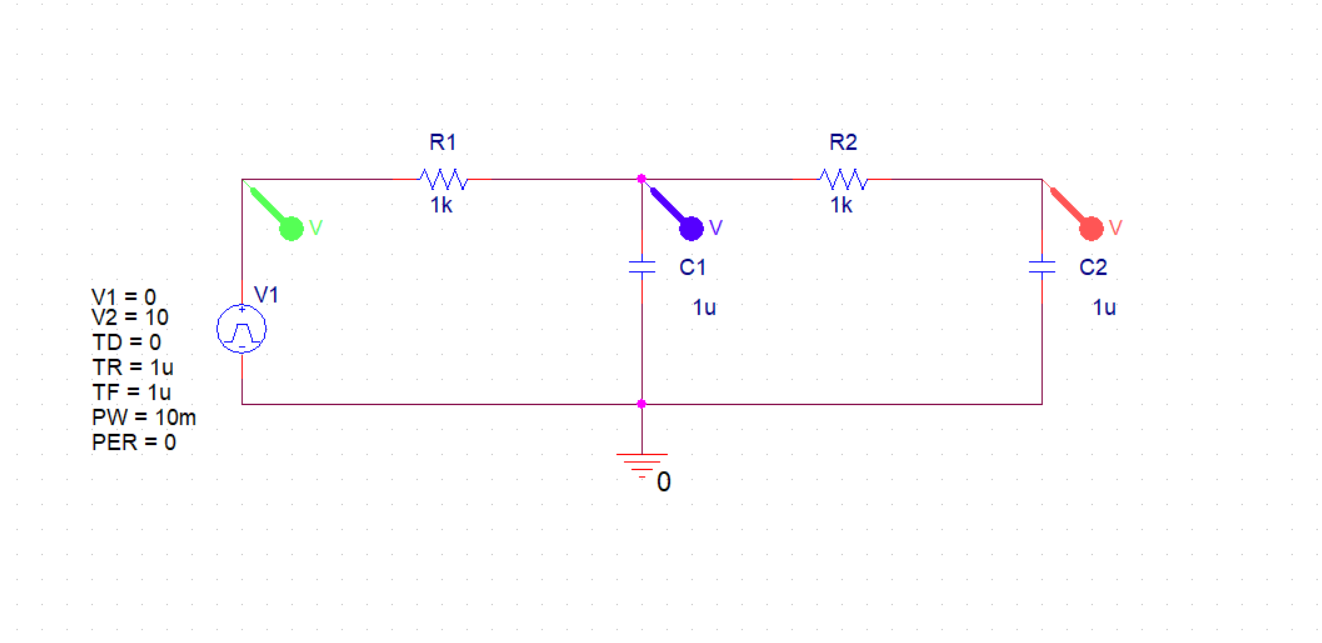 R1
1k
V
R2
1k
V
C1
1u
V
C2
1u
V1
V1 = 0
V2 = 10
TD = 0
TR = 1u
TF = 1u
PW = 10m
PER = 0
0